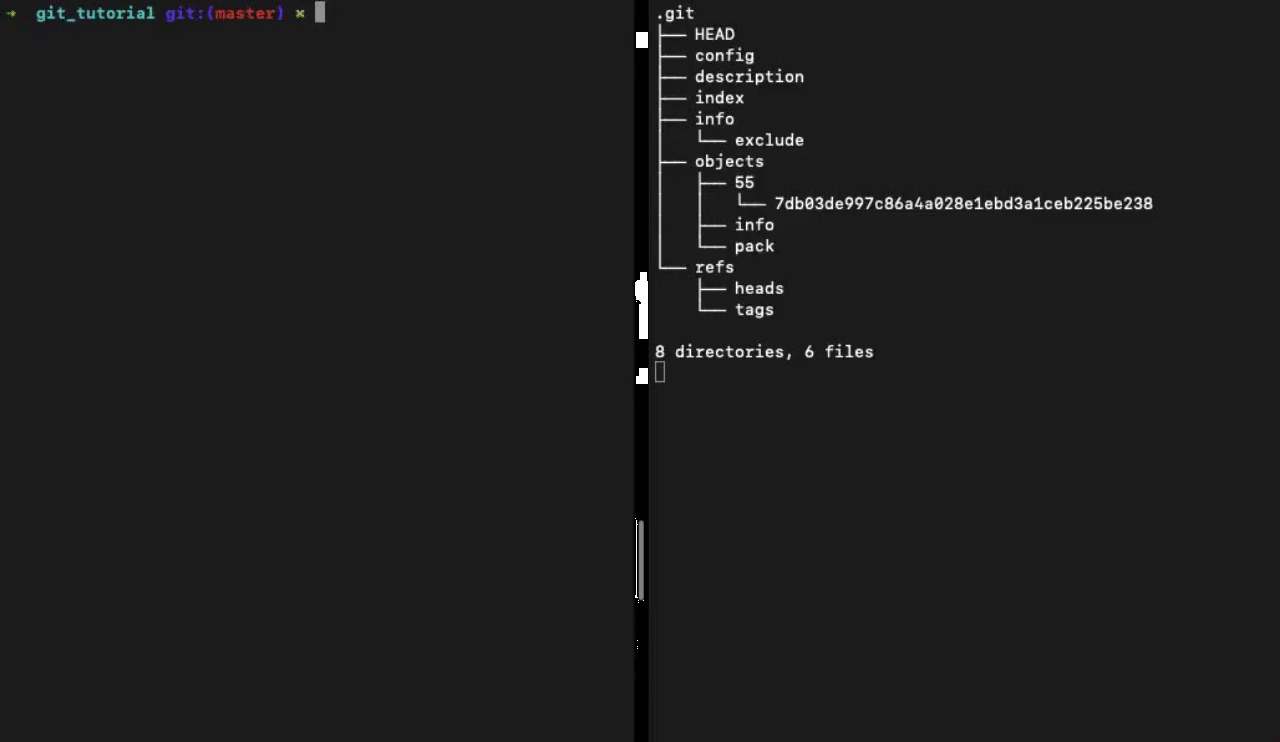 ➜ git_tutorial git:(master) ✗
.git
├── HEAD
├── config
├── description
├── index
├── info
│   └── exclude
├── objects
│   ├── 55
│   │   └── 7db03de997c86a4a028e1ebd3a1ceb225be238
│   ├── info
│   └── pack
└── refs
    ├── heads
    └── tags
8 directories, 6 files